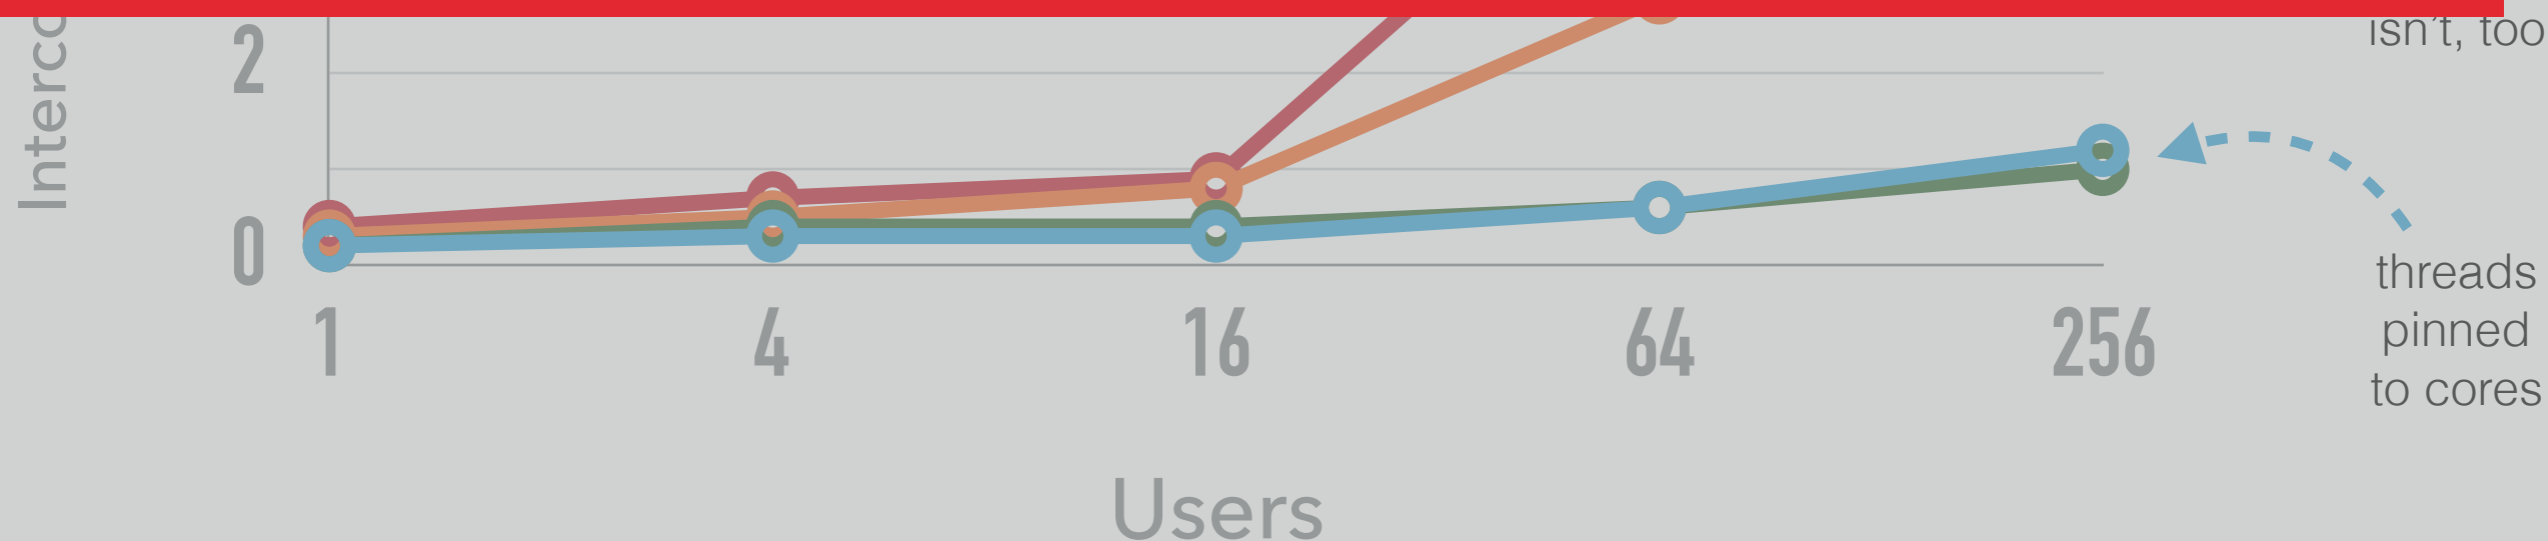 isn't, too
2
0
1 4 16 64 256
Users
threads
pinned
to cores